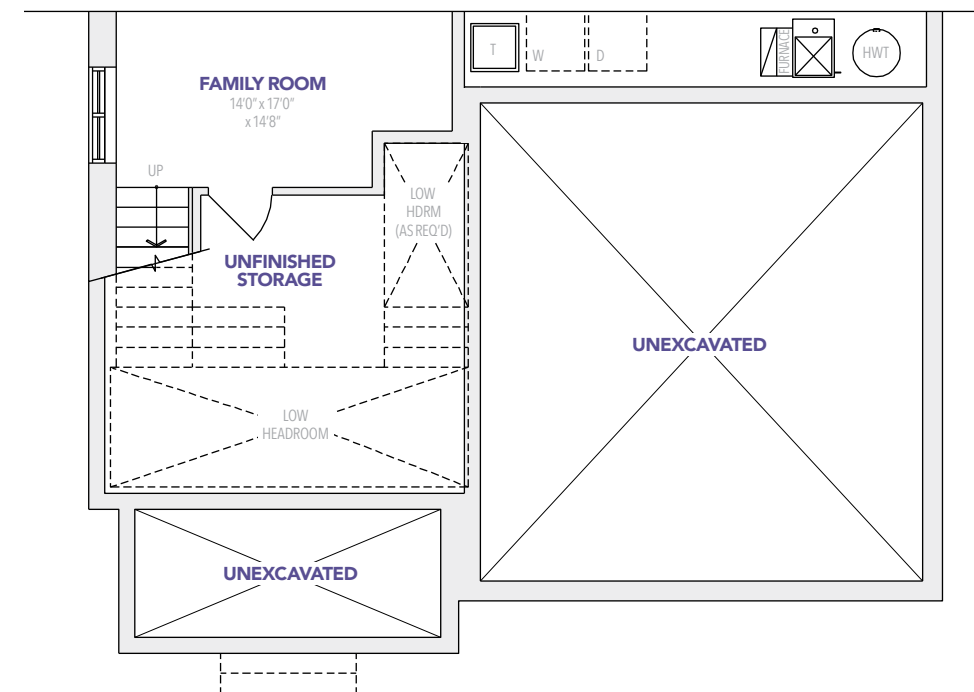 T
W
D
FURNACE
HWT
FAMILY ROOM
14'0" x 17'0"
x 14'8"
UP
LOW
HDRM
(AS REQ'D)
UNFINISHED
STORAGE
UNEXCAVATED
LOW
HEADROOM
UNEXCAVATED